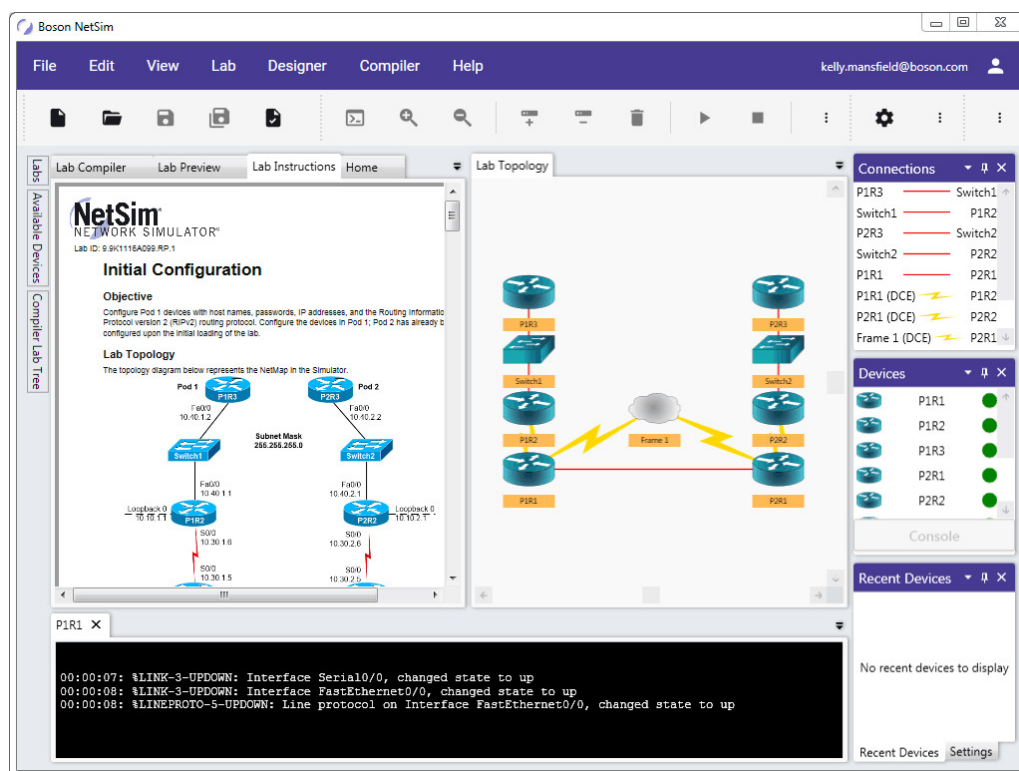 Boson NetSim
File Edit View Lab Designer Compiler Help kelly.mansfield@boson.com
Labs
Available Devices
Compiler Lab Tree
Lab Compiler Lab Preview Lab Instructions Home
NetSim
NETWORK SIMULATOR®
Lab ID: 9.9K1116A099.RP.1
Initial Configuration
Objective
Configure Pod 1 devices with host names, passwords, IP addresses, and the Routing Informatio
Protocol version 2 (RIPv2) routing protocol. Configure the devices in Pod 1; Pod 2 has already b
configured upon the initial loading of the lab.
Lab Topology
The topology diagram below represents the NetMap in the Simulator.
Pod 1 Pod 2
P1R3 P2R3
Fa0/0 Fa0/0
10.40.1.2 10.40.2.2
Subnet Mask
255.255.255.0
Switch1 Switch2
Fa0/0 Fa0/0
10.40.1.1 10.40.2.1
Loopback 0 Loopback 0
10.10.1.1 10.10.2.1
P1R2 P2R2
S0/0 S0/0
10.30.1.6 10.30.2.6
S0/0 S0/0
10.30.1.5 10.30.2.5
Lab Topology
P1R3 P2R3
Switch1 Switch2
P1R2 Frame 1 P2R2
P1R1 P2R1
Connections
P1R3 Switch1
Switch1 P1R2
P2R3 Switch2
Switch2 P2R2
P1R1 P2R1
P1R1 (DCE) P1R2
P2R1 (DCE) P2R2
Frame 1 (DCE) P2R1
Devices
P1R1
P1R2
P1R3
P2R1
P2R2
Console
Recent Devices
No recent devices to display
Recent Devices Settings
P1R1
00:00:07: %LINK-3-UPDOWN: Interface Serial0/0, changed state to up
00:00:08: %LINK-3-UPDOWN: Interface FastEthernet0/0, changed state to up
00:00:08: %LINEPROTO-5-UPDOWN: Line protocol on Interface FastEthernet0/0, changed state to up